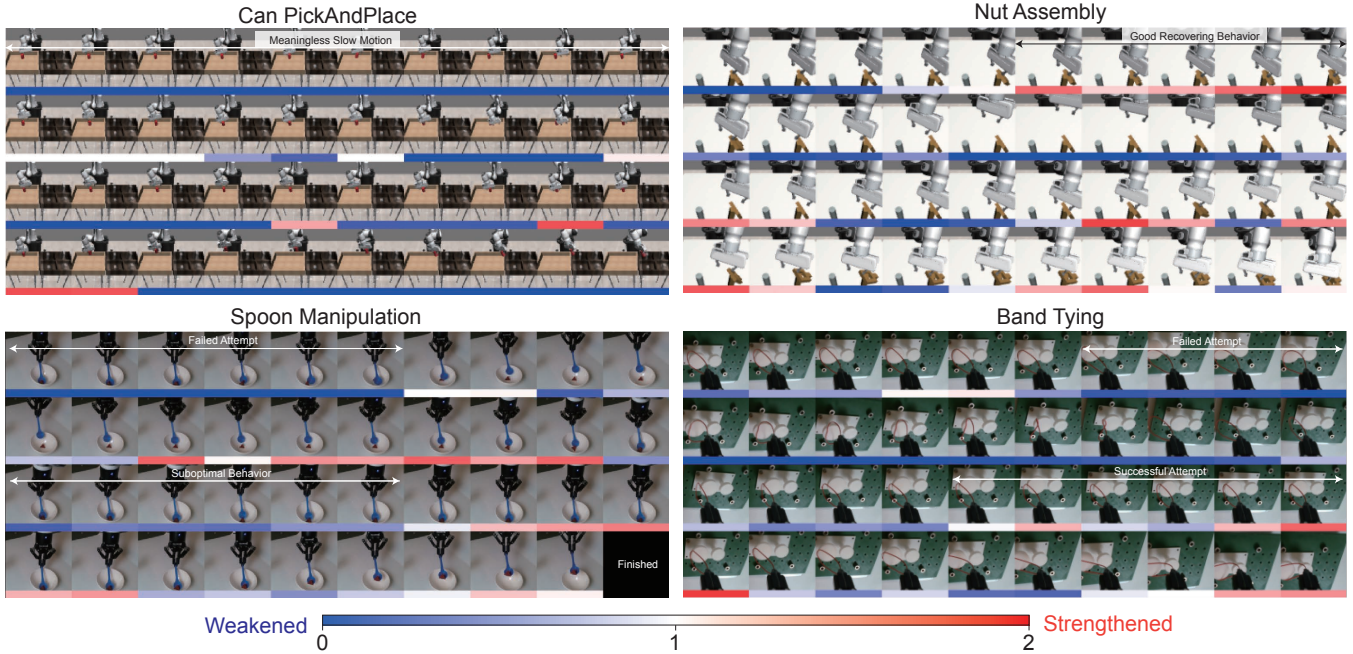 Can PickAndPlace
Meaningless Slow Motion
Nut Assembly
Good Recovering Behavior
Spoon Manipulation
Failed Attempt
Suboptimal Behavior
Finished
Band Tying
Failed Attempt
Successful Attempt
Weakened
Strengthened
0
1
2